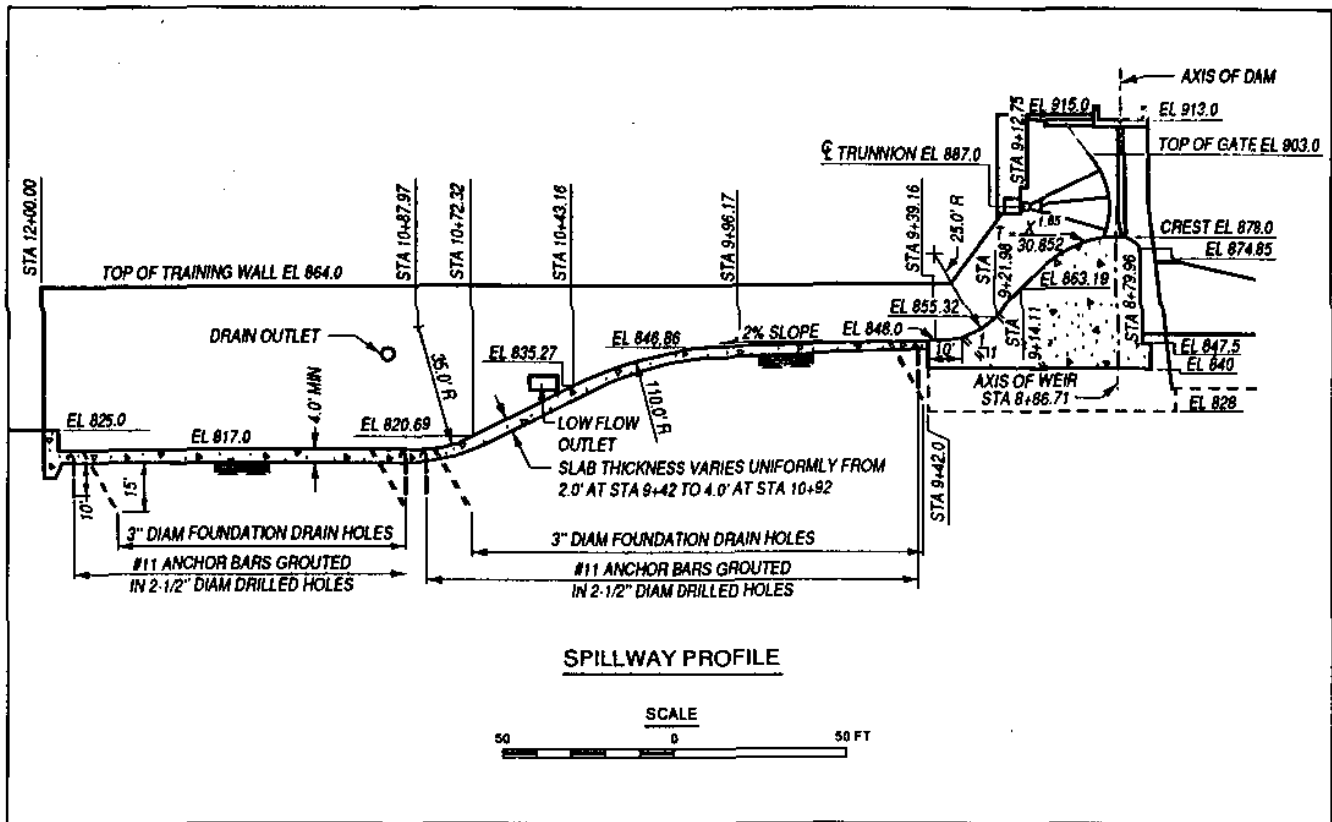 AXIS OF DAM
EL 915.0
EL 913.0
STA 9+12.75
TOP OF GATE EL 903.0
℄ TRUNNION EL 887.0
STA 12+00.00
STA 10+87.97
STA 10+72.32
STA 10+43.16
STA 9+96.17
STA 9+39.16
25.0' R
STA 9+21.98
X 1.85
30.852
CREST EL 878.0
EL 874.85
TOP OF TRAINING WALL EL 864.0
EL 863.19
STA 8+79.96
EL 855.32
STA 9+14.11
DRAIN OUTLET
EL 846.86
2% SLOPE
EL 848.0
10'
1
EL 847.5
EL 840
EL 828
AXIS OF WEIR
STA 8+86.71
EL 835.27
35.0' R
110.0' R
4.0' MIN
EL 825.0
EL 817.0
EL 820.69
LOW FLOW
OUTLET
SLAB THICKNESS VARIES UNIFORMLY FROM
2.0' AT STA 9+42 TO 4.0' AT STA 10+92
STA 9+42.0
10'
15'
3" DIAM FOUNDATION DRAIN HOLES
#11 ANCHOR BARS GROUTED
IN 2-1/2" DIAM DRILLED HOLES
3" DIAM FOUNDATION DRAIN HOLES
#11 ANCHOR BARS GROUTED
IN 2-1/2" DIAM DRILLED HOLES
SPILLWAY PROFILE
SCALE
50 0 50 FT